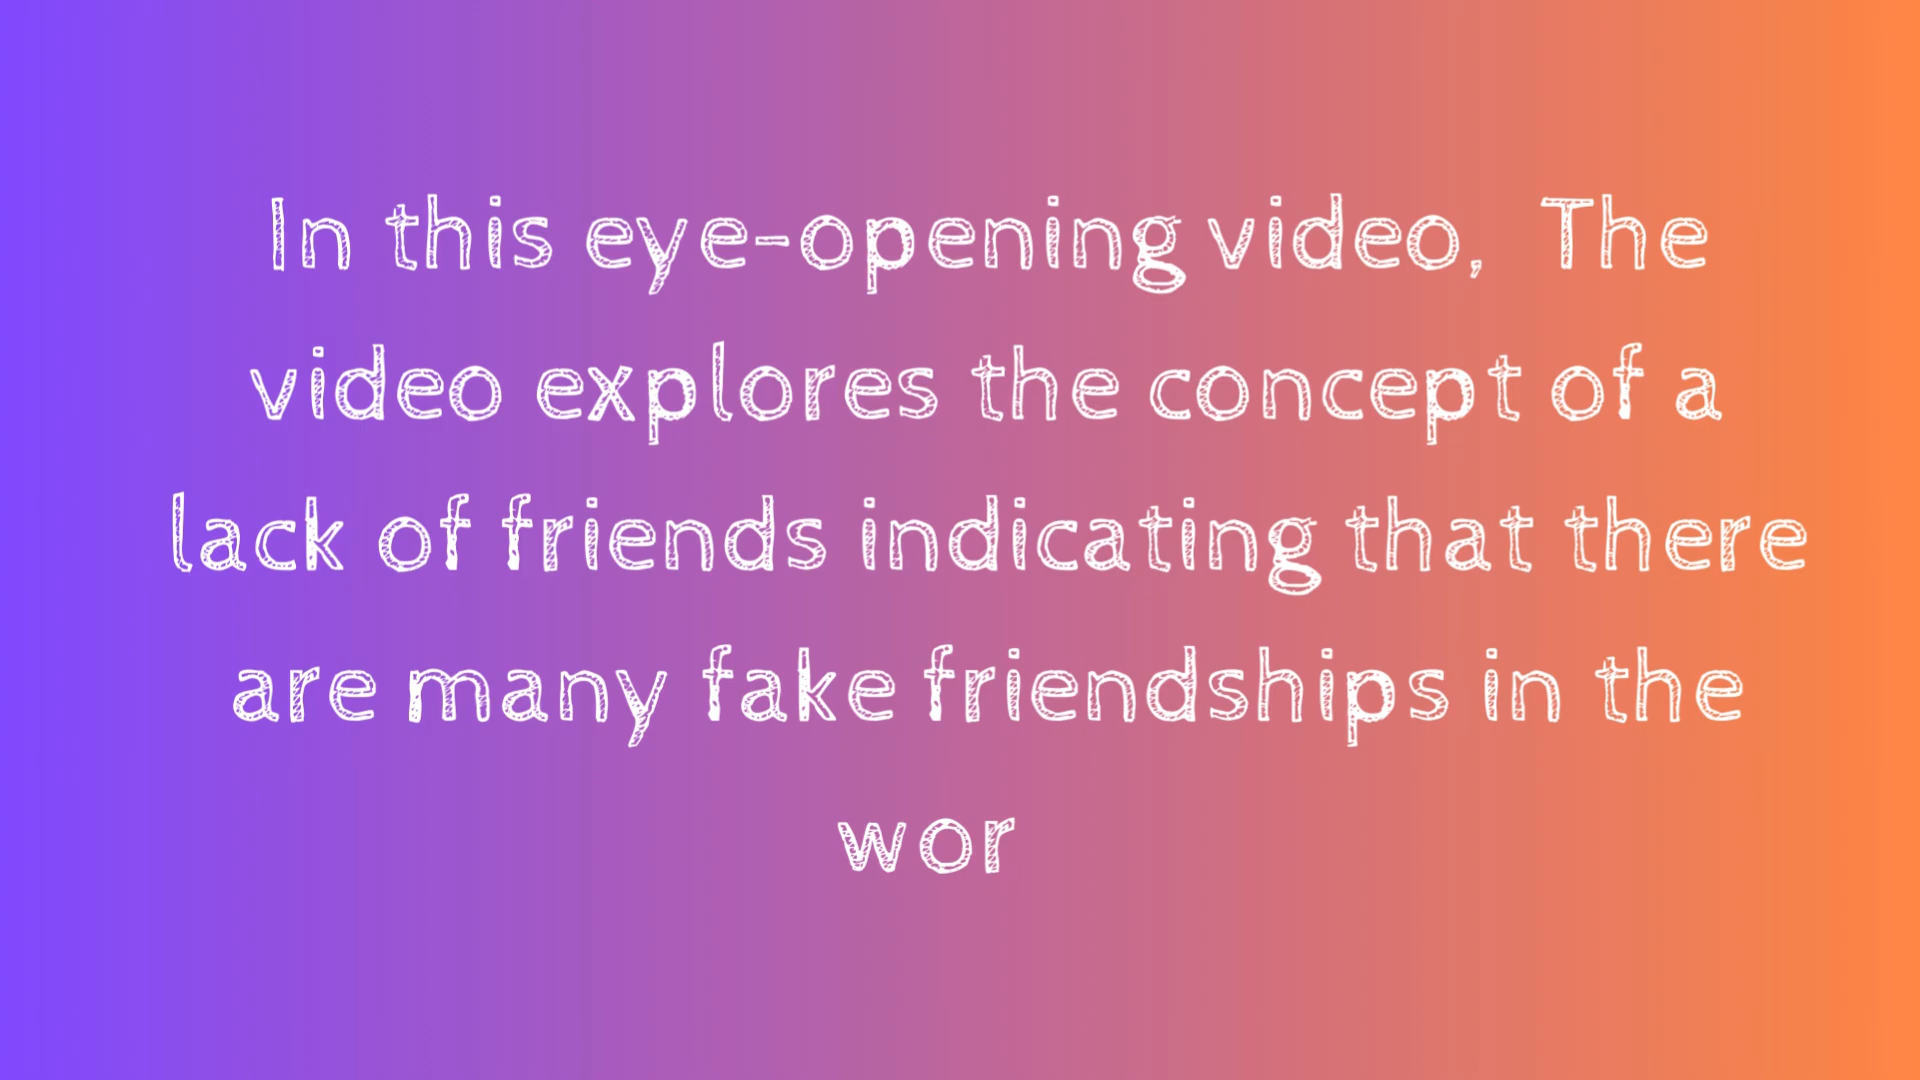 In this eye-opening video, The
video explores the concept of a
lack of friends indicating that there
are many fake friendships in the
wor